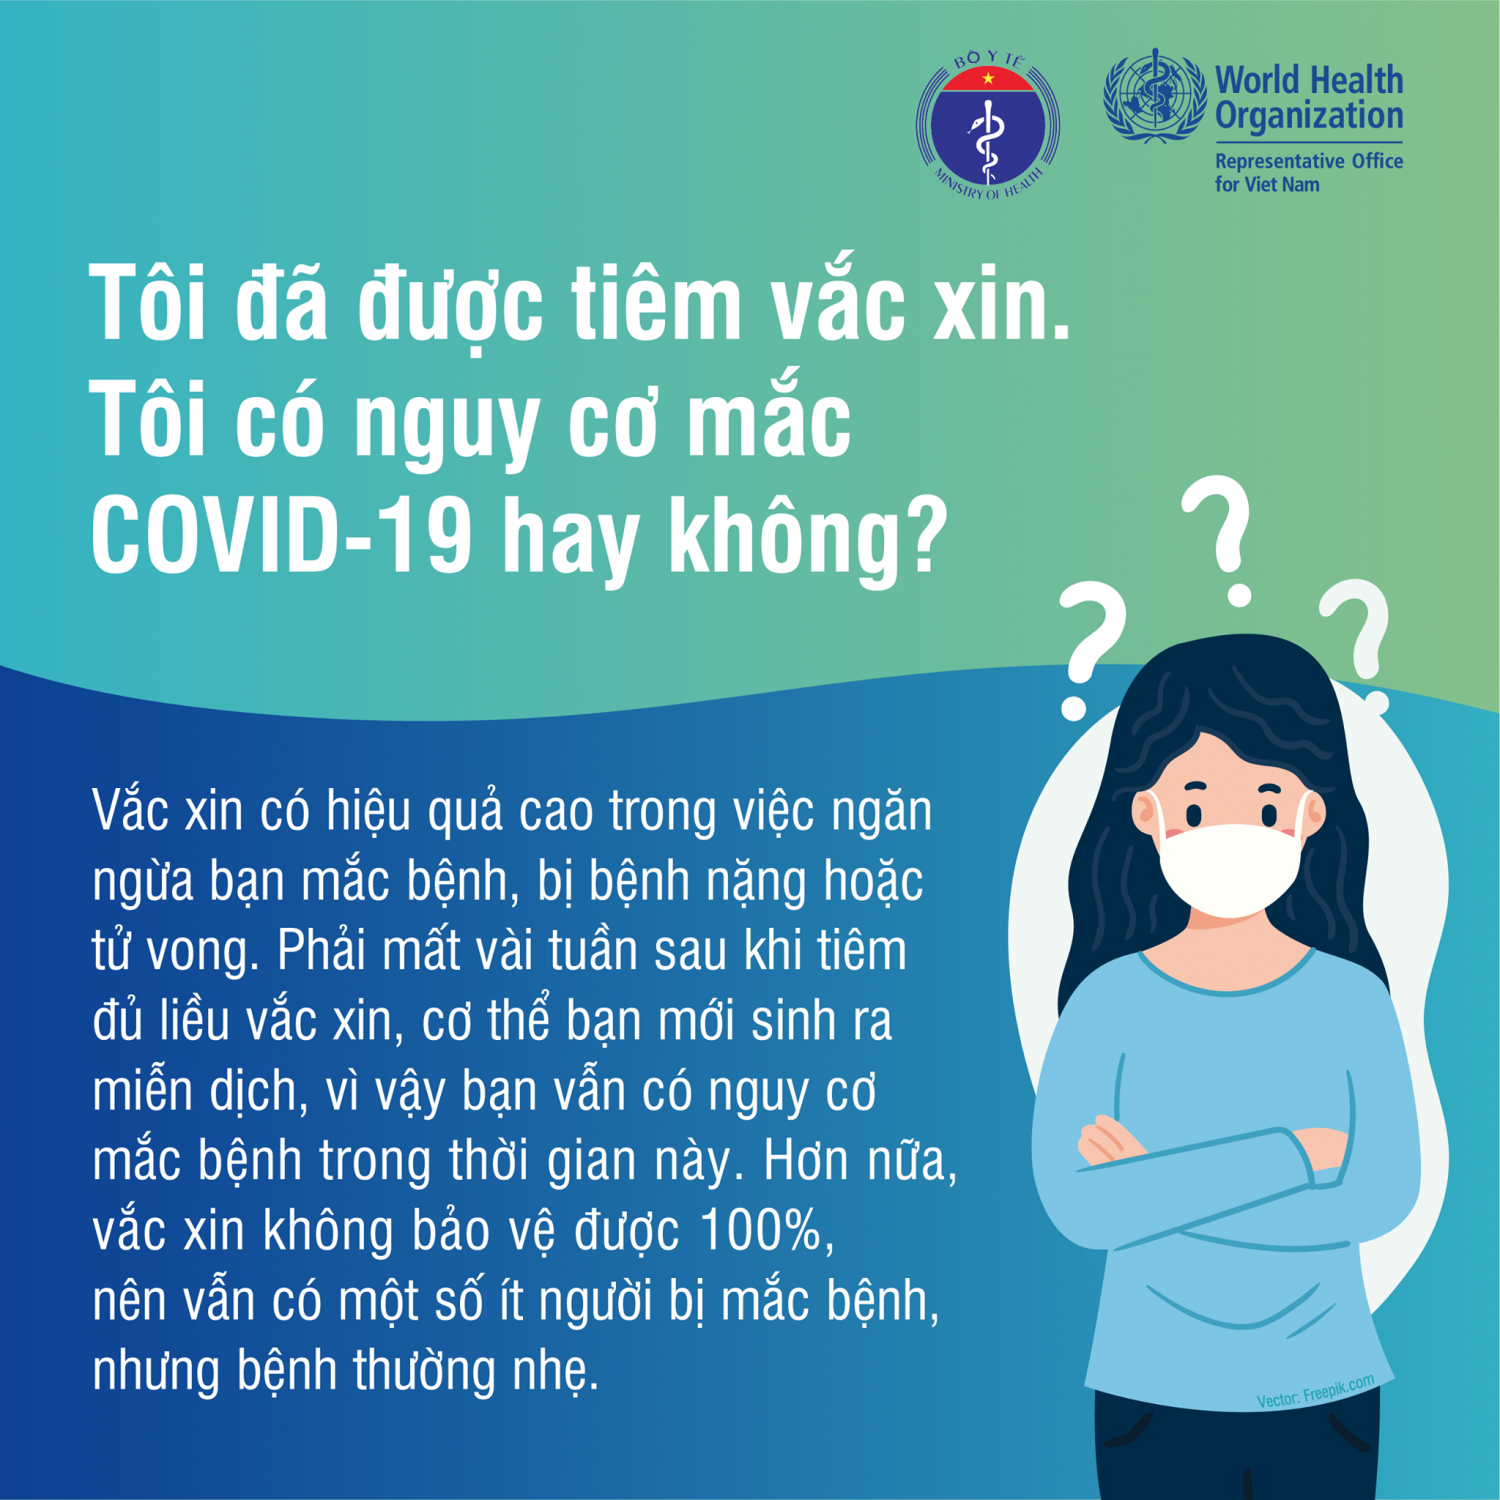 BỘ Y TẾ
MINISTRY OF HEALTH
World Health
Organization
Representative Office
for Viet Nam
Tôi đã được tiêm vắc xin.
Tôi có nguy cơ mắc
COVID-19 hay không?
Vắc xin có hiệu quả cao trong việc ngăn
ngừa bạn mắc bệnh, bị bệnh nặng hoặc
tử vong. Phải mất vài tuần sau khi tiêm
đủ liều vắc xin, cơ thể bạn mới sinh ra
miễn dịch, vì vậy bạn vẫn có nguy cơ
mắc bệnh trong thời gian này. Hơn nữa,
vắc xin không bảo vệ được 100%,
nên vẫn có một số ít người bị mắc bệnh,
nhưng bệnh thường nhẹ.
Vector: Freepik.com